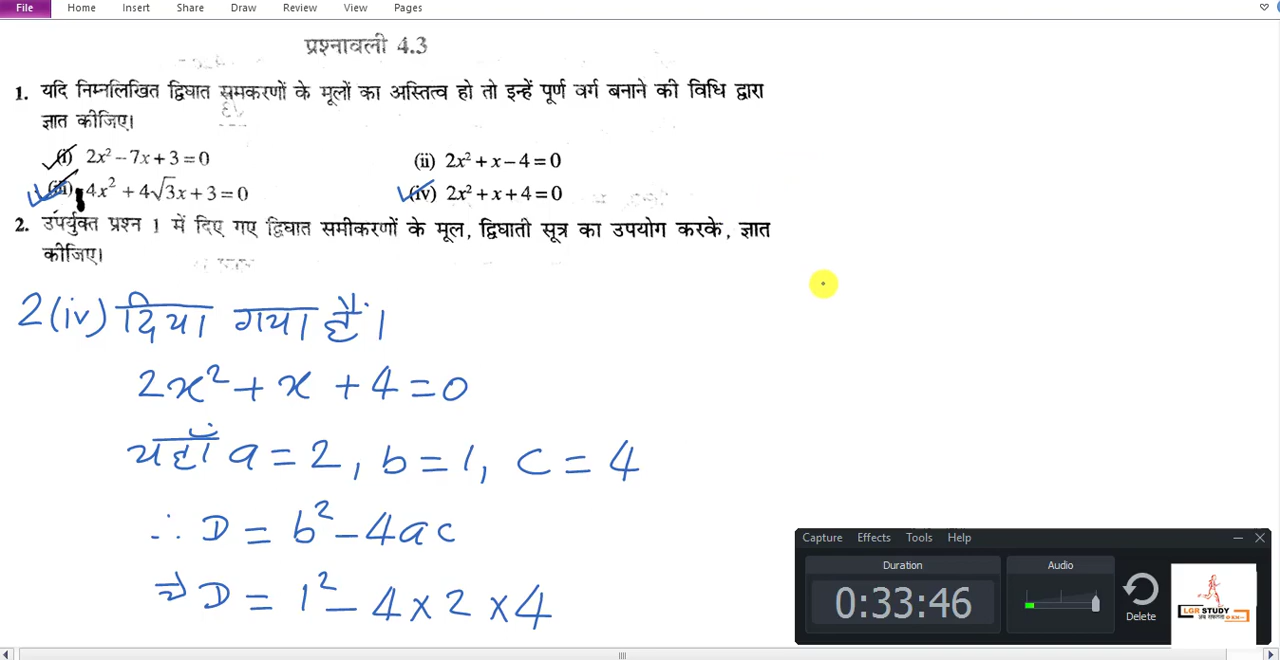 File Home Insert Share Draw Review View Pages
प्रश्नावली 4.3
1. यदि निम्नलिखित द्विघात समकरणों के मूलों का अस्तित्व हो तो इन्हें पूर्ण वर्ग बनाने की विधि द्वारा
ज्ञात कीजिए।
(i) 2x² – 7x + 3 = 0 (ii) 2x² + x – 4 = 0
(iii) 4x² + 4√3x + 3 = 0 (iv) 2x² + x + 4 = 0
2. उपर्युक्त प्रश्न 1 में दिए गए द्विघात समीकरणों के मूल, द्विघाती सूत्र का उपयोग करके, ज्ञात
कीजिए।
2(iv) दिया गया है।
2x² + x + 4 = 0
यहाँ a = 2, b = 1, c = 4
∴ D = b² – 4ac
⇒ D = 1² – 4 × 2 × 4
Capture Effects Tools Help
Duration Audio
0:33:46
Delete
LGR STUDY